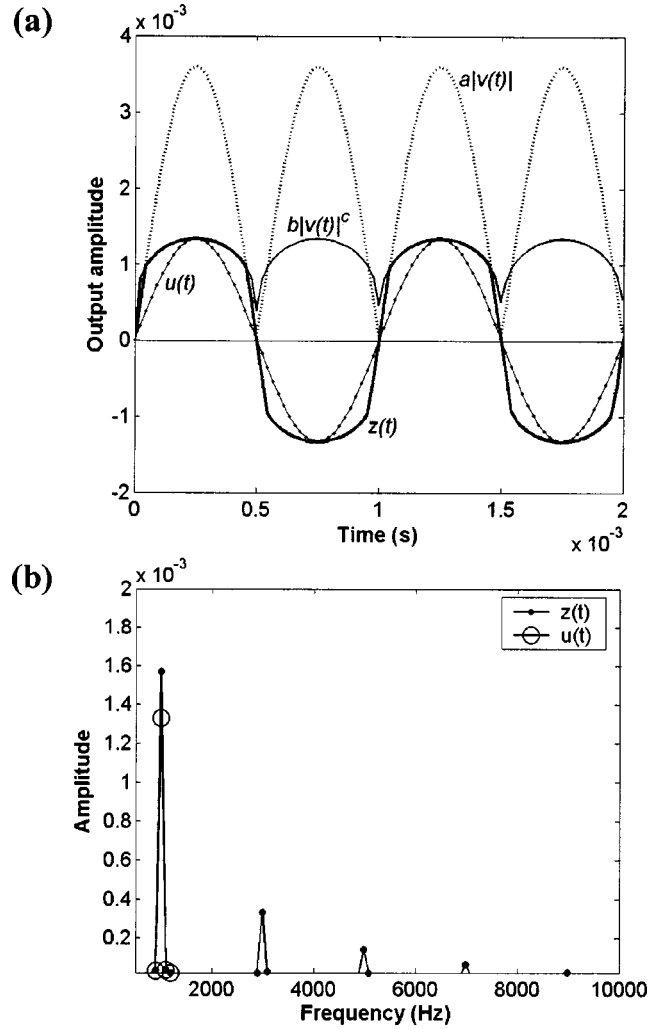 (a)
× 10⁻³
4
3
2
1
0
-1
-2
Output amplitude
a|v(t)|
b|v(t)|ᶜ
u(t)
z(t)
0
0.5
1
1.5
2
Time (s)
× 10⁻³
(b)
× 10⁻³
2
1.8
1.6
1.4
1.2
1
0.8
0.6
0.4
0.2
Amplitude
z(t)
u(t)
2000
4000
6000
8000
10000
Frequency (Hz)